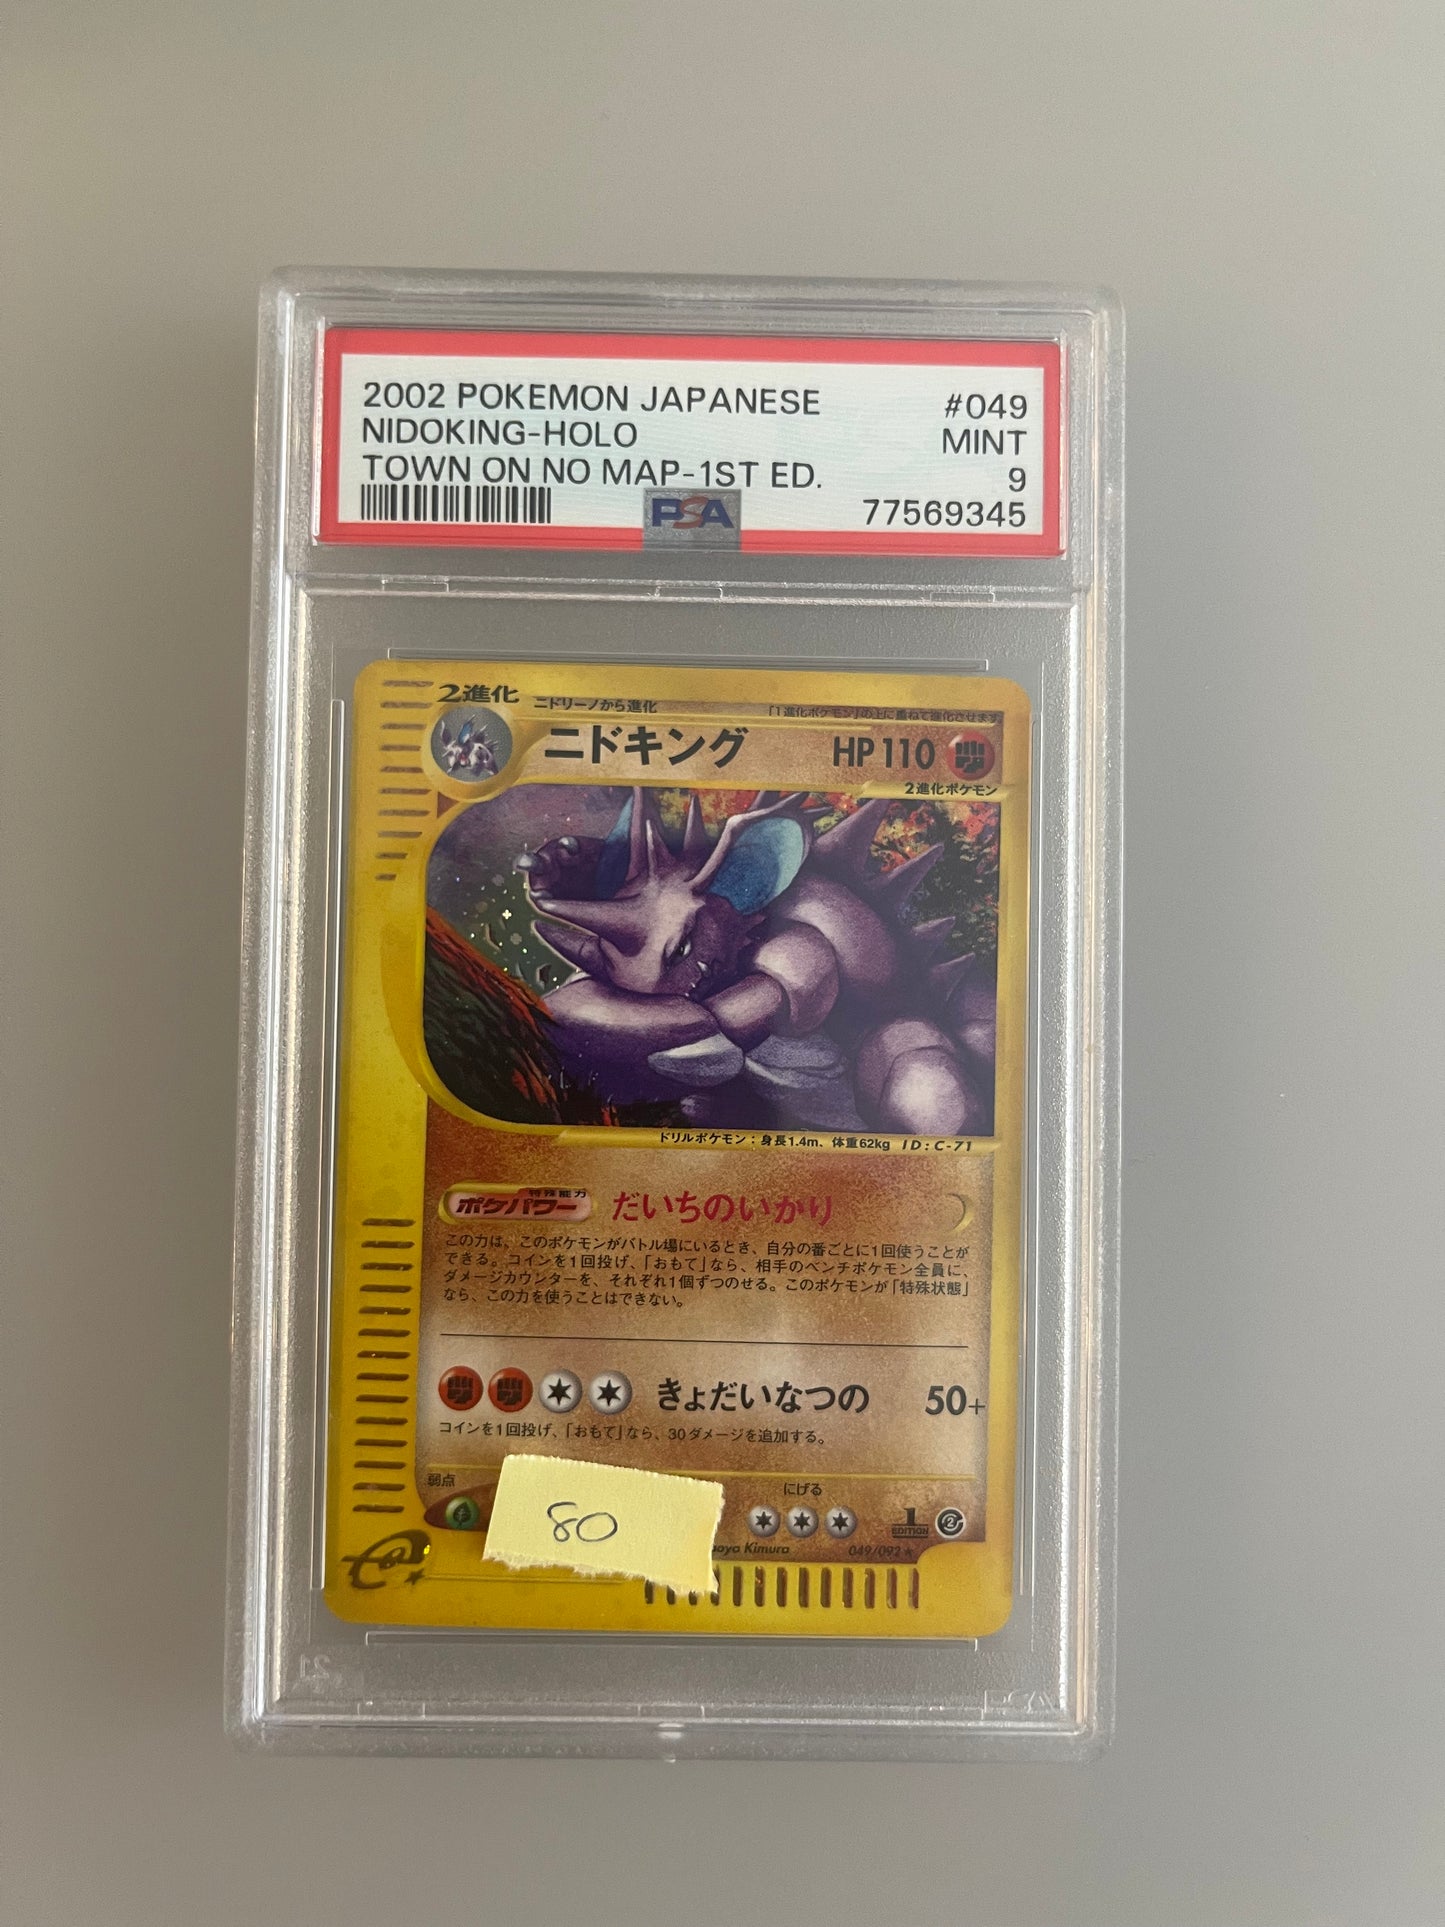 2002 POKEMON JAPANESE #049
NIDOKING-HOLO MINT
TOWN ON NO MAP-1ST ED. 9
PSA 77569345
2進化 ニドリーノから進化 「1進化ポケモン」の上に重ねて進化させます
ニドキング HP110
2進化ポケモン
ドリルポケモン:身長1.4m、体重62kg ID:C-71
特殊能力
ポケパワー だいちのいかり
この力は、このポケモンがバトル場にいるとき、自分の番ごとに1回使うことが
できる。コインを1回投げ、「おもて」なら、相手のベンチポケモン全員に、
ダメージカウンターを、それぞれ1個ずつのせる。このポケモンが「特殊状態」
なら、この力を使うことはできない。
きょだいなつの 50+
コインを1回投げ、「おもて」なら、30ダメージを追加する。
弱点 にげる
80
1 EDITION 2
Kimura 049/092★
e
PSA